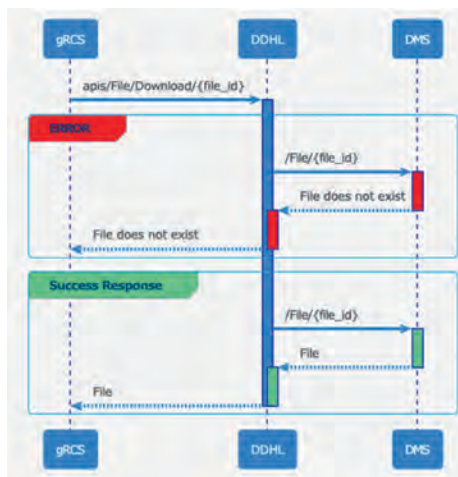 gRCS DDHL DMS
apis/File/Download/{file_id}
ERROR
/File/{file_id}
File does not exist
File does not exist
Success Response
/File/{file_id}
File
File
gRCS DDHL DMS